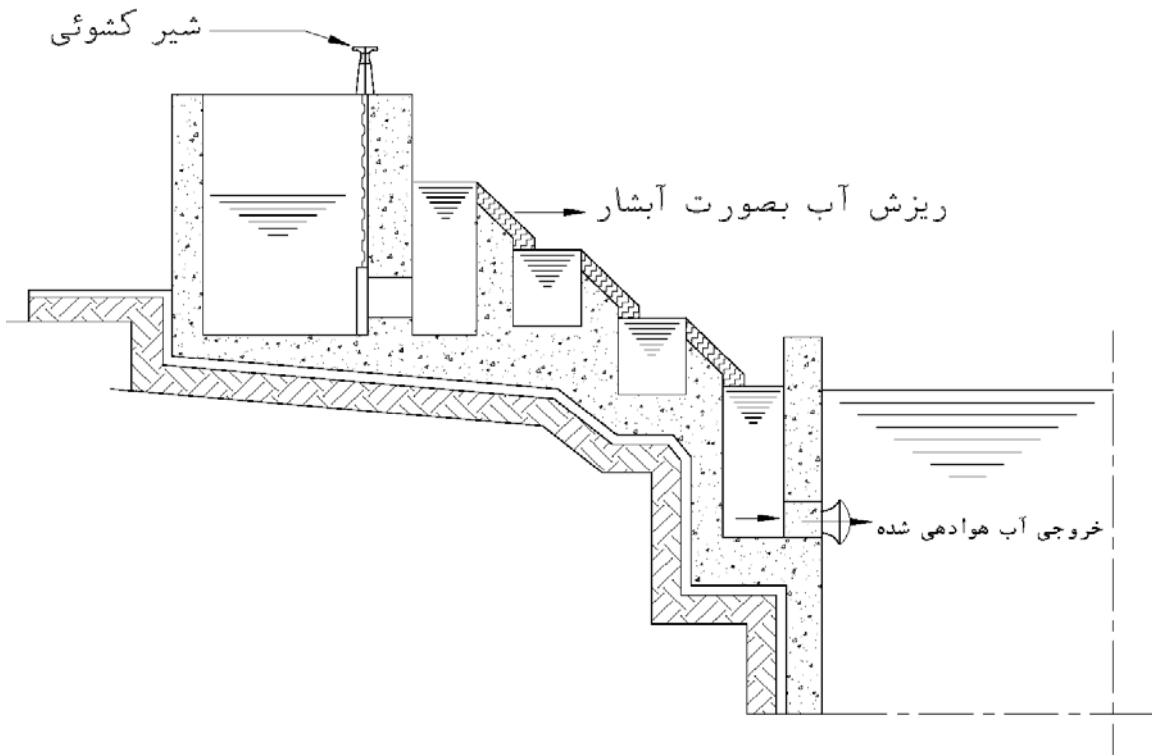 شیر کشوئی
ریزش آب بصورت آبشار
خروجی آب هوادهی شده